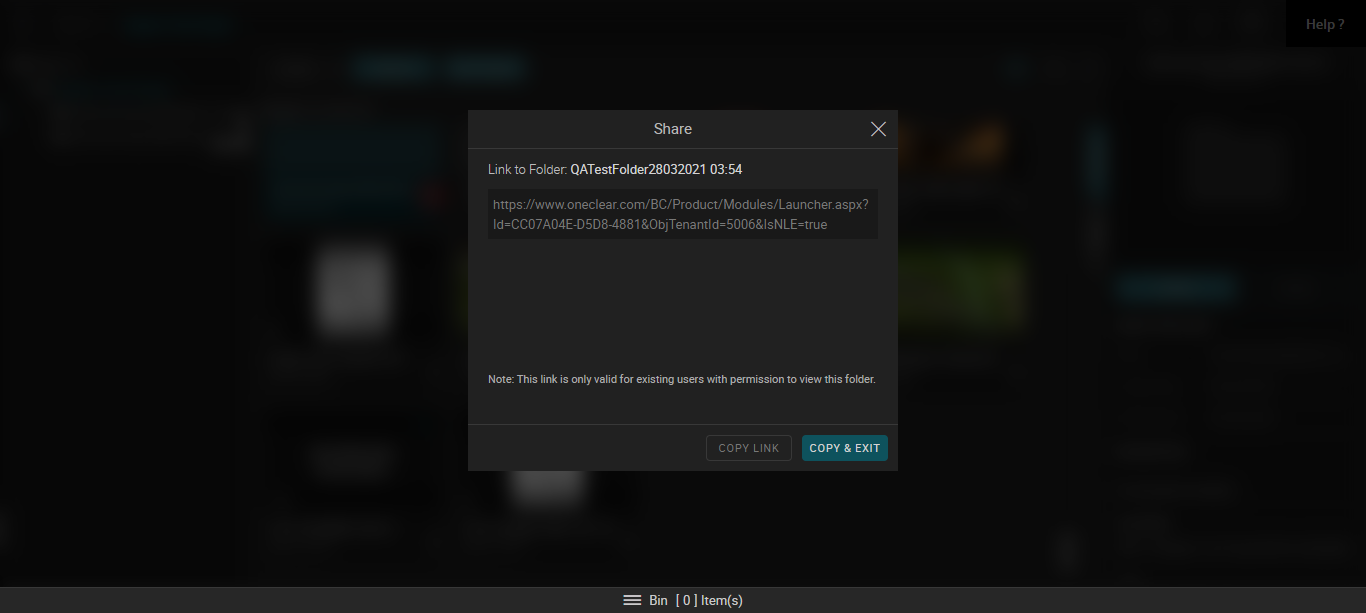 Help ?
Share
Link to Folder: QATestFolder28032021 03:54
https://www.oneclear.com/BC/Product/Modules/Launcher.aspx?
Id=CC07A04E-D5D8-4881&ObjTenantId=5006&IsNLE=true
Note: This link is only valid for existing users with permission to view this folder.
COPY LINK
COPY & EXIT
Bin [ 0 ] Item(s)